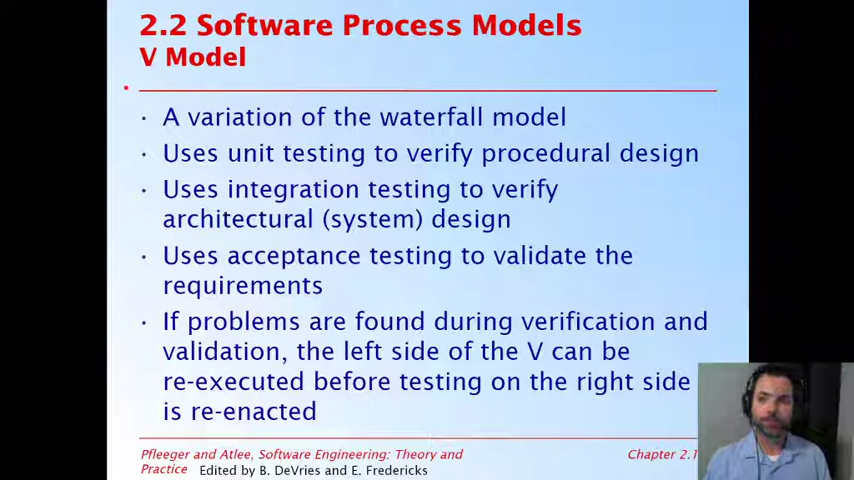 2.2 Software Process Models
V Model
· A variation of the waterfall model
· Uses unit testing to verify procedural design
· Uses integration testing to verify
architectural (system) design
· Uses acceptance testing to validate the
requirements
· If problems are found during verification and
validation, the left side of the V can be
re-executed before testing on the right side
is re-enacted
Pfleeger and Atlee, Software Engineering: Theory and
Practice Edited by B. DeVries and E. Fredericks
Chapter 2.1